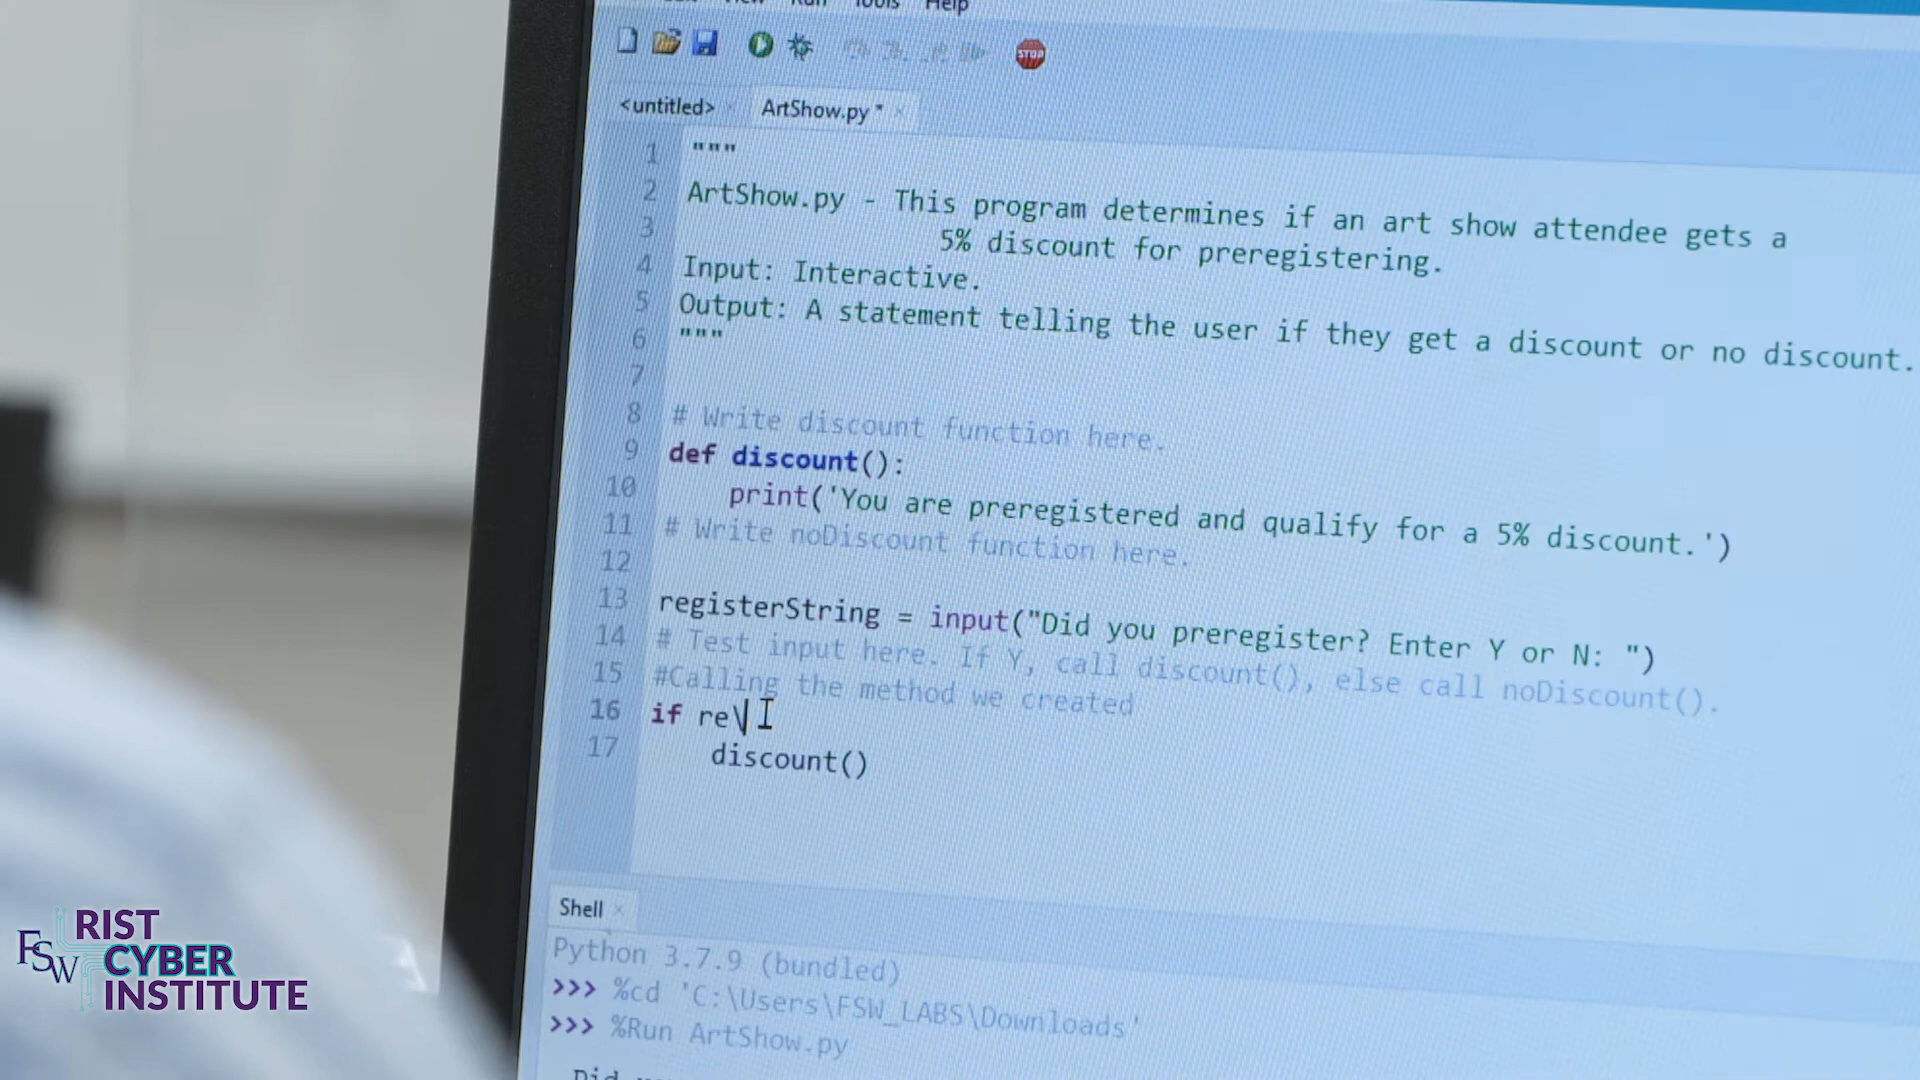 Run Tools Help
<untitled> × ArtShow.py * ×
STOP
1 """
2 ArtShow.py - This program determines if an art show attendee gets a
3 5% discount for preregistering.
4 Input: Interactive.
5 Output: A statement telling the user if they get a discount or no discount.
6 """
7
8 # Write discount function here.
9 def discount():
10 print('You are preregistered and qualify for a 5% discount.')
11 # Write noDiscount function here.
12
13 registerString = input("Did you preregister? Enter Y or N: ")
14 # Test input here. If Y, call discount(), else call noDiscount().
15 #Calling the method we created
16 if re
17 discount()
Shell ×
Python 3.7.9 (bundled)
>>> %cd 'C:\Users\FSW_LABS\Downloads'
>>> %Run ArtShow.py
Did
FSW
RIST
CYBER
INSTITUTE